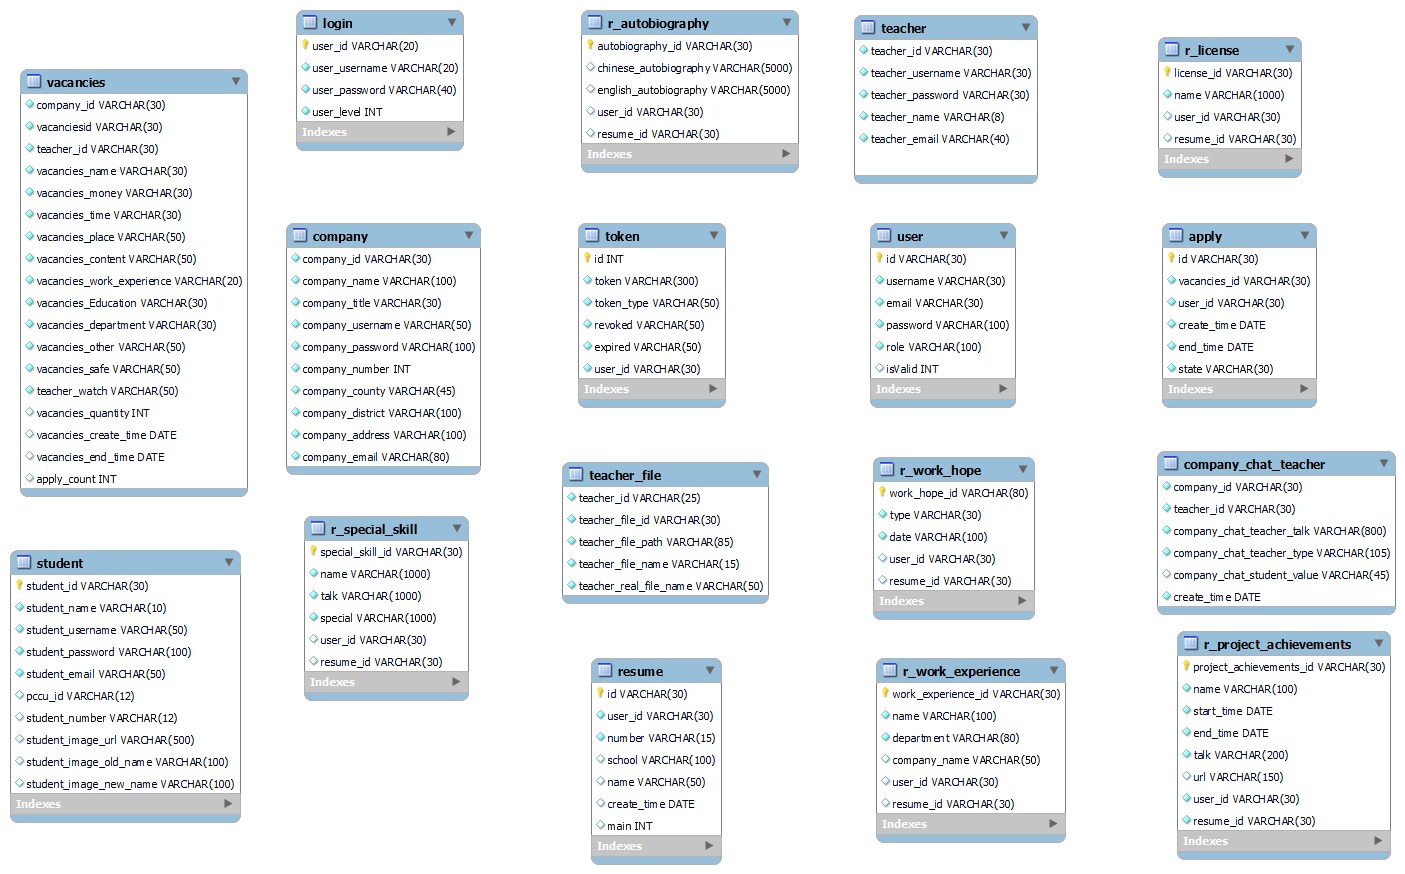 vacancies
company_id VARCHAR(30)
vacanciesid VARCHAR(30)
teacher_id VARCHAR(30)
vacancies_name VARCHAR(30)
vacancies_money VARCHAR(30)
vacancies_time VARCHAR(30)
vacancies_place VARCHAR(50)
vacancies_content VARCHAR(50)
vacancies_work_experience VARCHAR(20)
vacancies_Education VARCHAR(30)
vacancies_department VARCHAR(30)
vacancies_other VARCHAR(50)
vacancies_safe VARCHAR(50)
teacher_watch VARCHAR(50)
vacancies_quantity INT
vacancies_create_time DATE
vacancies_end_time DATE
apply_count INT
student
student_id VARCHAR(30)
student_name VARCHAR(10)
student_username VARCHAR(50)
student_password VARCHAR(100)
student_email VARCHAR(50)
pccu_id VARCHAR(12)
student_number VARCHAR(12)
student_image_url VARCHAR(500)
student_image_old_name VARCHAR(100)
student_image_new_name VARCHAR(100)
Indexes
login
user_id VARCHAR(20)
user_username VARCHAR(20)
user_password VARCHAR(40)
user_level INT
Indexes
company
company_id VARCHAR(30)
company_name VARCHAR(100)
company_title VARCHAR(30)
company_username VARCHAR(50)
company_password VARCHAR(100)
company_number INT
company_county VARCHAR(45)
company_district VARCHAR(100)
company_address VARCHAR(100)
company_email VARCHAR(80)
r_special_skill
special_skill_id VARCHAR(30)
name VARCHAR(1000)
talk VARCHAR(1000)
special VARCHAR(1000)
user_id VARCHAR(30)
resume_id VARCHAR(30)
Indexes
r_autobiography
autobiography_id VARCHAR(30)
chinese_autobiography VARCHAR(5000)
english_autobiography VARCHAR(5000)
user_id VARCHAR(30)
resume_id VARCHAR(30)
Indexes
token
id INT
token VARCHAR(300)
token_type VARCHAR(50)
revoked VARCHAR(50)
expired VARCHAR(50)
user_id VARCHAR(30)
Indexes
teacher_file
teacher_id VARCHAR(25)
teacher_file_id VARCHAR(30)
teacher_file_path VARCHAR(85)
teacher_file_name VARCHAR(15)
teacher_real_file_name VARCHAR(50)
resume
id VARCHAR(30)
user_id VARCHAR(30)
number VARCHAR(15)
school VARCHAR(100)
name VARCHAR(50)
create_time DATE
main INT
Indexes
teacher
teacher_id VARCHAR(30)
teacher_username VARCHAR(30)
teacher_password VARCHAR(30)
teacher_name VARCHAR(8)
teacher_email VARCHAR(40)
user
id VARCHAR(30)
username VARCHAR(30)
email VARCHAR(30)
password VARCHAR(100)
role VARCHAR(100)
isValid INT
Indexes
r_work_hope
work_hope_id VARCHAR(80)
type VARCHAR(30)
date VARCHAR(100)
user_id VARCHAR(30)
resume_id VARCHAR(30)
Indexes
r_work_experience
work_experience_id VARCHAR(30)
name VARCHAR(100)
department VARCHAR(80)
company_name VARCHAR(50)
user_id VARCHAR(30)
resume_id VARCHAR(30)
Indexes
r_license
license_id VARCHAR(30)
name VARCHAR(1000)
user_id VARCHAR(30)
resume_id VARCHAR(30)
Indexes
apply
id VARCHAR(30)
vacancies_id VARCHAR(30)
user_id VARCHAR(30)
create_time DATE
end_time DATE
state VARCHAR(30)
Indexes
company_chat_teacher
company_id VARCHAR(30)
teacher_id VARCHAR(30)
company_chat_teacher_talk VARCHAR(800)
company_chat_teacher_type VARCHAR(105)
company_chat_student_value VARCHAR(45)
create_time DATE
r_project_achievements
project_achievements_id VARCHAR(30)
name VARCHAR(100)
start_time DATE
end_time DATE
talk VARCHAR(200)
url VARCHAR(150)
user_id VARCHAR(30)
resume_id VARCHAR(30)
Indexes